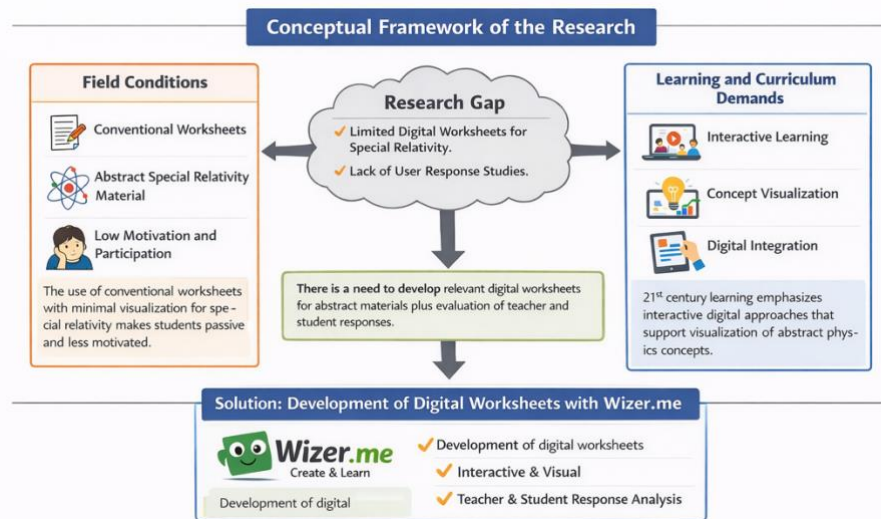 Conceptual Framework of the Research
Field Conditions
Conventional Worksheets
Abstract Special Relativity
Material
Low Motivation and
Participation
The use of conventional worksheets
with minimal visualization for spe-
cial relativity makes students passive
and less motivated.
Research Gap
✓ Limited Digital Worksheets for
Special Relativity.
✓ Lack of User Response Studies.
There is a need to develop relevant digital worksheets
for abstract materials plus evaluation of teacher and
student responses.
Learning and Curriculum
Demands
Interactive Learning
Concept Visualization
Digital Integration
21st century learning emphasizes
interactive digital approaches that
support visualization of abstract phys-
ics concepts.
Solution: Development of Digital Worksheets with Wizer.me
Wizer.me
Create & Learn
Development of digital
✓ Development of digital worksheets
✓ Interactive & Visual
✓ Teacher & Student Response Analysis